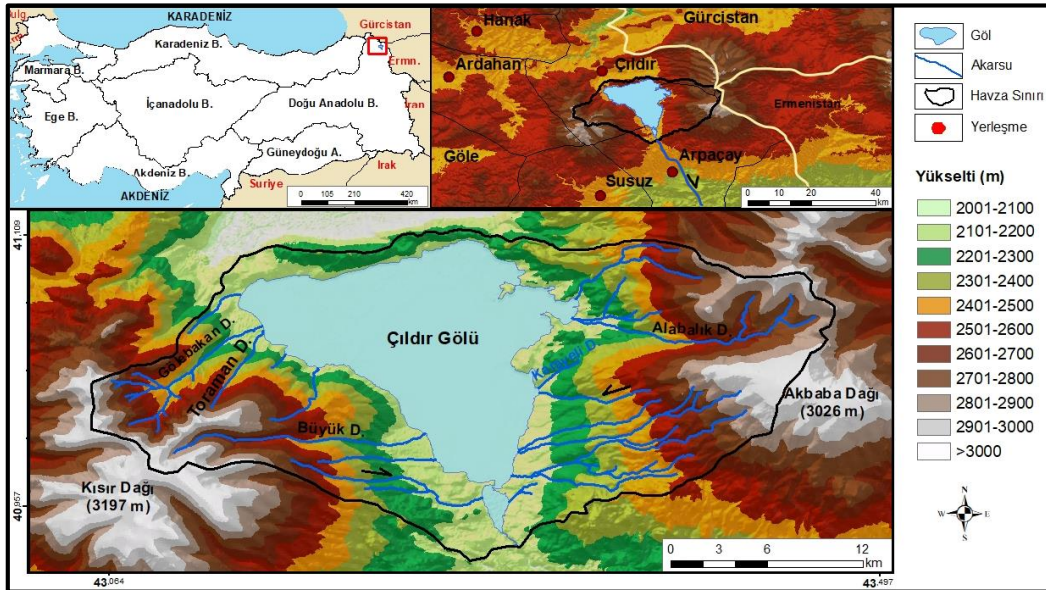 KARADENİZ
Gürcistan
Karadeniz B.
Marmara B.
Ermn.
İçanadolu B.
Doğu Anadolu B.
İran
Ege B.
Güneydoğu A.
Akdeniz B.
Irak
AKDENİZ
Suriye
0 105 210 420
km
Hanak
Gürcistan
Ardahan
Çıldır
Ermenistan
Göle
Arpaçay
Susuz
0 10 20 40
km
Göl
Akarsu
Havza Sınırı
Yerleşme
Yükselti (m)
2001-2100
2101-2200
2201-2300
2301-2400
2401-2500
2501-2600
2601-2700
2701-2800
2801-2900
2901-3000
>3000
N
W E
S
41,109
40,957
Gölebakan D.
Toraman D.
Çıldır Gölü
Alabalık D.
Büyük D.
Akbaba Dağı
(3026 m)
Kısır Dağı
(3197 m)
0 3 6 12
km
43,064
43,497